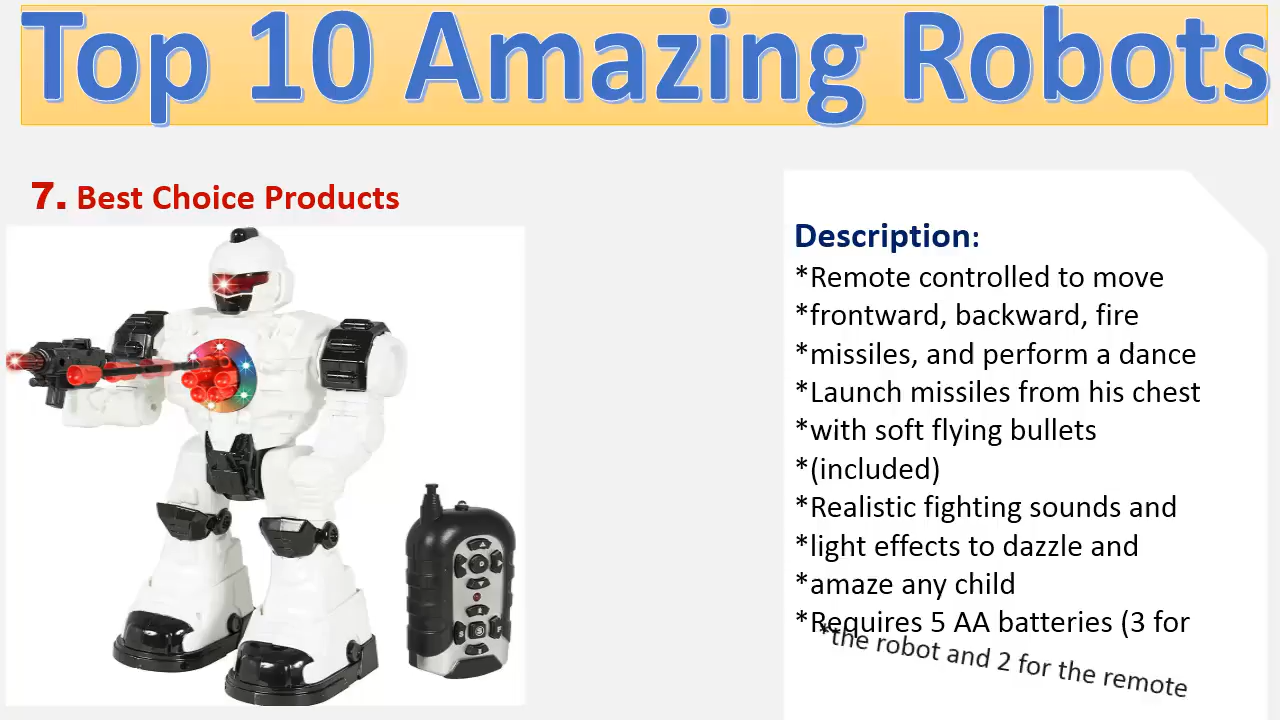 Top 10 Amazing Robots
7. Best Choice Products
Description:
*Remote controlled to move
*frontward, backward, fire
*missiles, and perform a dance
*Launch missiles from his chest
*with soft flying bullets
*(included)
*Realistic fighting sounds and
*light effects to dazzle and
*amaze any child
*Requires 5 AA batteries (3 for
*the robot and 2 for the remote